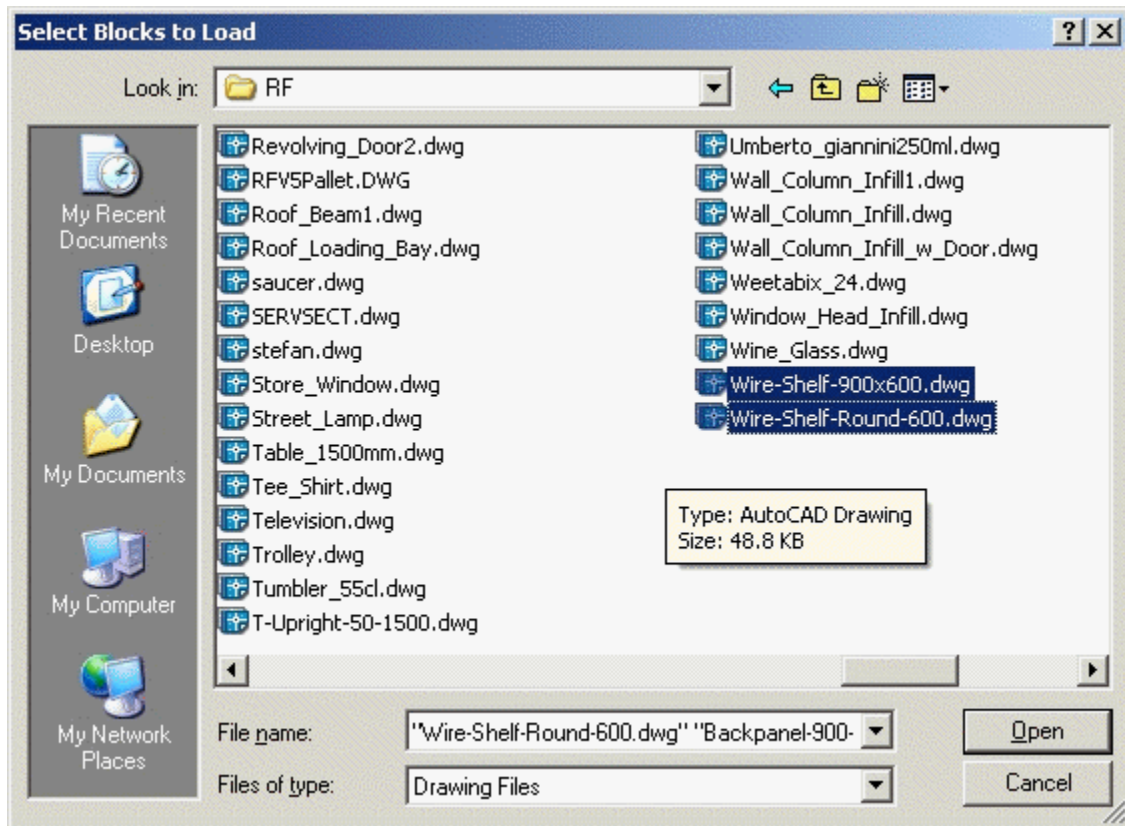 Select Blocks to Load
Look in: RF
My Recent
Documents
Desktop
My Documents
My Computer
My Network
Places
Revolving_Door2.dwg
RFV5Pallet.DWG
Roof_Beam1.dwg
Roof_Loading_Bay.dwg
saucer.dwg
SERVSECT.dwg
stefan.dwg
Store_Window.dwg
Street_Lamp.dwg
Table_1500mm.dwg
Tee_Shirt.dwg
Television.dwg
Trolley.dwg
Tumbler_55cl.dwg
T-Upright-50-1500.dwg
Umberto_giannini250ml.dwg
Wall_Column_Infill1.dwg
Wall_Column_Infill.dwg
Wall_Column_Infill_w_Door.dwg
Weetabix_24.dwg
Window_Head_Infill.dwg
Wine_Glass.dwg
Wire-Shelf-900x600.dwg
Wire-Shelf-Round-600.dwg
Type: AutoCAD Drawing
Size: 48.8 KB
File name: "Wire-Shelf-Round-600.dwg" "Backpanel-900- Open
Files of type: Drawing Files Cancel